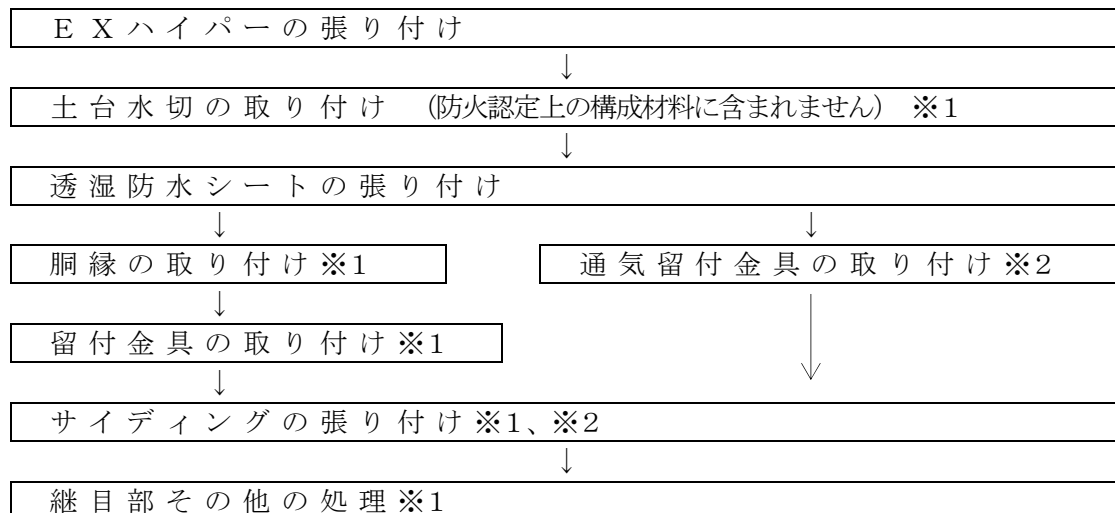 ＥＸハイパーの張り付け
↓
土台水切の取り付け （防火認定上の構成材料に含まれません） ※1
↓
透湿防水シートの張り付け
↓ ↓
胴縁の取り付け※1 通気留付金具の取り付け※2
↓
留付金具の取り付け※1
↓
サイディングの張り付け※1、※2
↓
継目部その他の処理※1